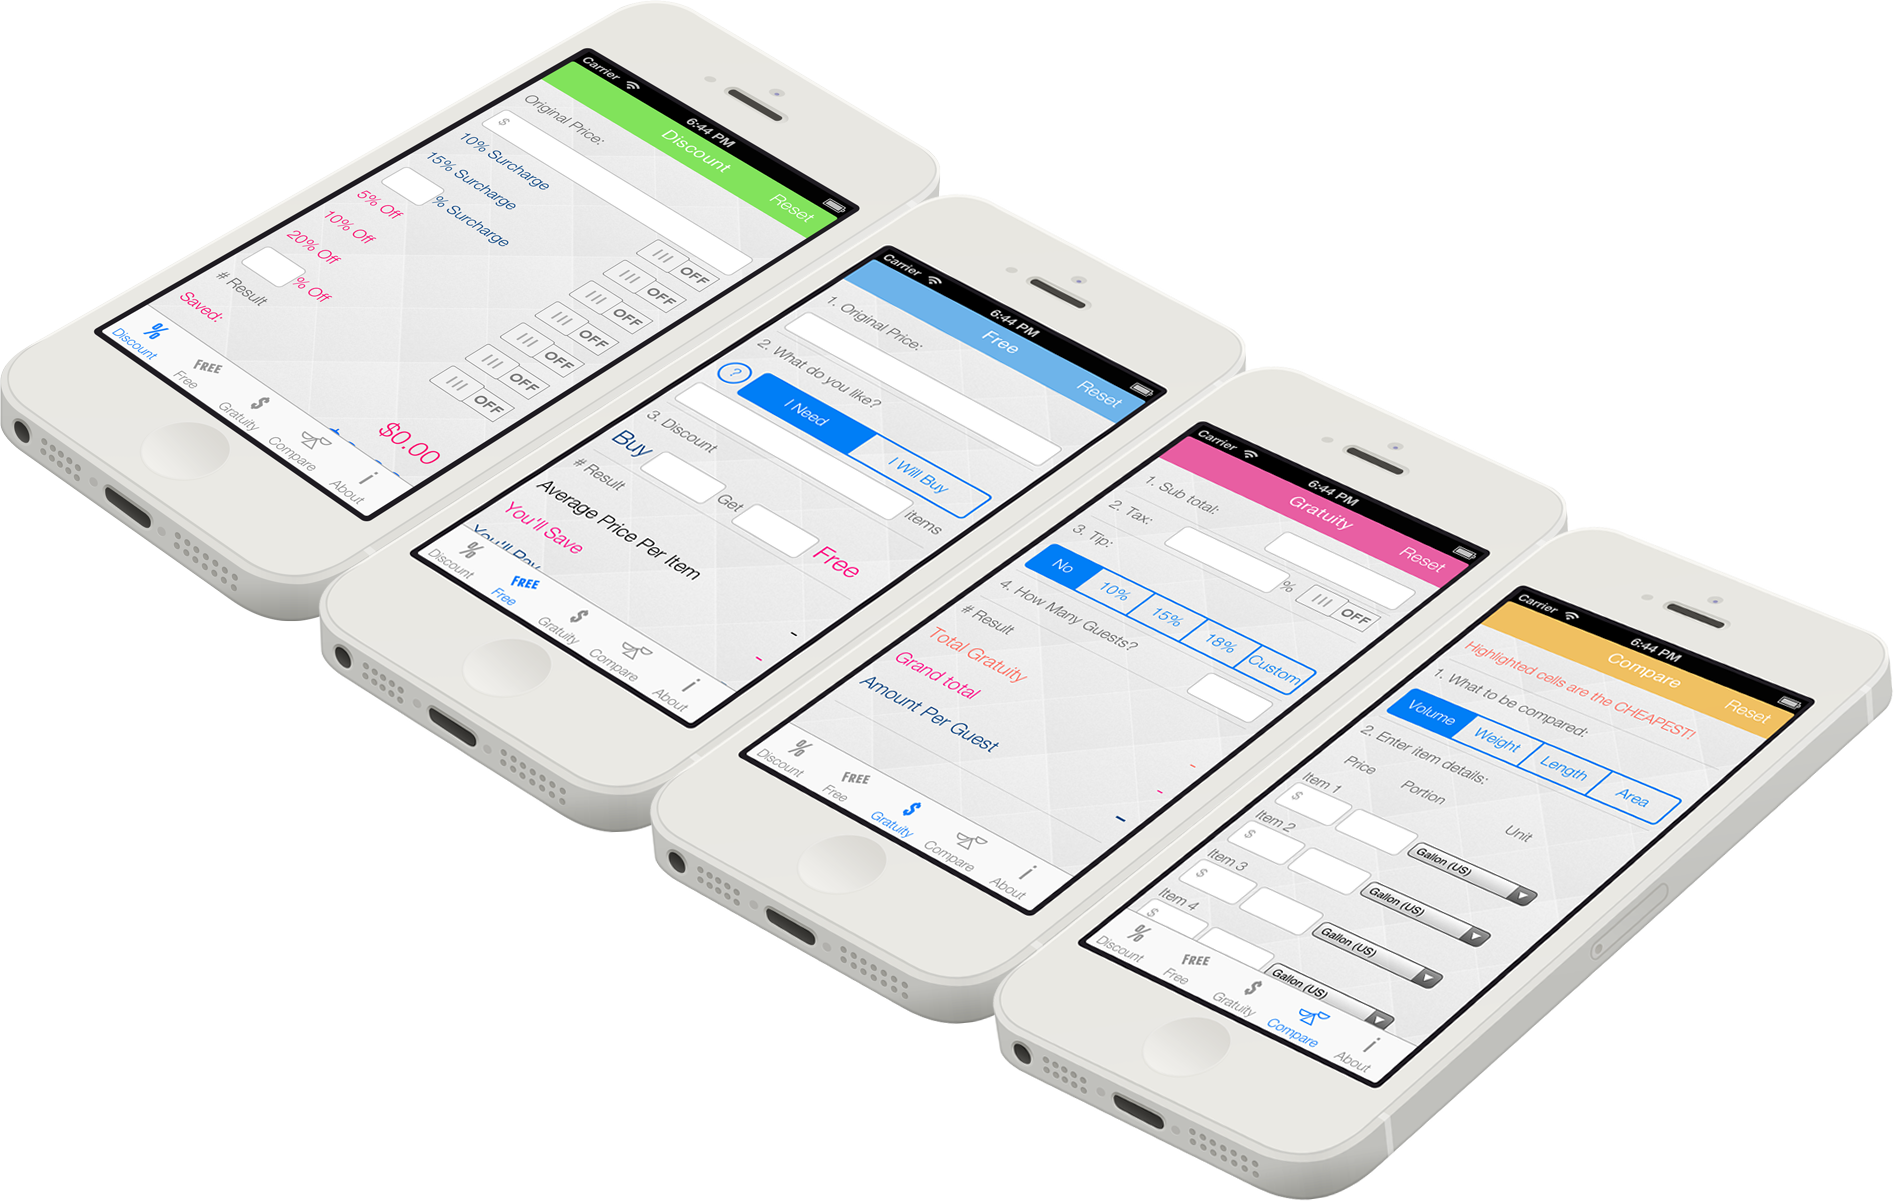 Carrier
6:44 PM
Discount
Reset
Original Price:
$
10% Surcharge
OFF
15% Surcharge
OFF
% Surcharge
OFF
5% Off
OFF
10% Off
OFF
20% Off
OFF
% Off
OFF
# Result
Saved:
$0.00
Discount
FREE
Free
$
Gratuity
Compare
i
About
Carrier
6:44 PM
Free
Reset
1. Original Price:
2. What do you like?
?
I Need
I Will Buy
items
3. Discount
Buy
Get
Free
# Result
Average Price Per Item
-
You'll Save
-
You'll Pay
%
Discount
FREE
Free
$
Gratuity
Compare
i
About
Carrier
6:44 PM
Gratuity
Reset
1. Sub total:
2. Tax:
%
OFF
3. Tip:
No
10%
15%
18%
Custom
4. How Many Guests?
# Result
Total Gratuity
-
Grand total
-
Amount Per Guest
-
%
Discount
FREE
Free
$
Gratuity
Compare
i
About
Carrier
6:44 PM
Compare
Reset
Highlighted cells are the CHEAPEST!
1. What to be compared:
Volume
Weight
Length
Area
2. Enter item details:
Price
Portion
Unit
Item 1
$
Gallon (US)
Item 2
$
Gallon (US)
Item 3
$
Gallon (US)
Item 4
$
Gallon (US)
%
Discount
FREE
Free
$
Gratuity
Compare
i
About